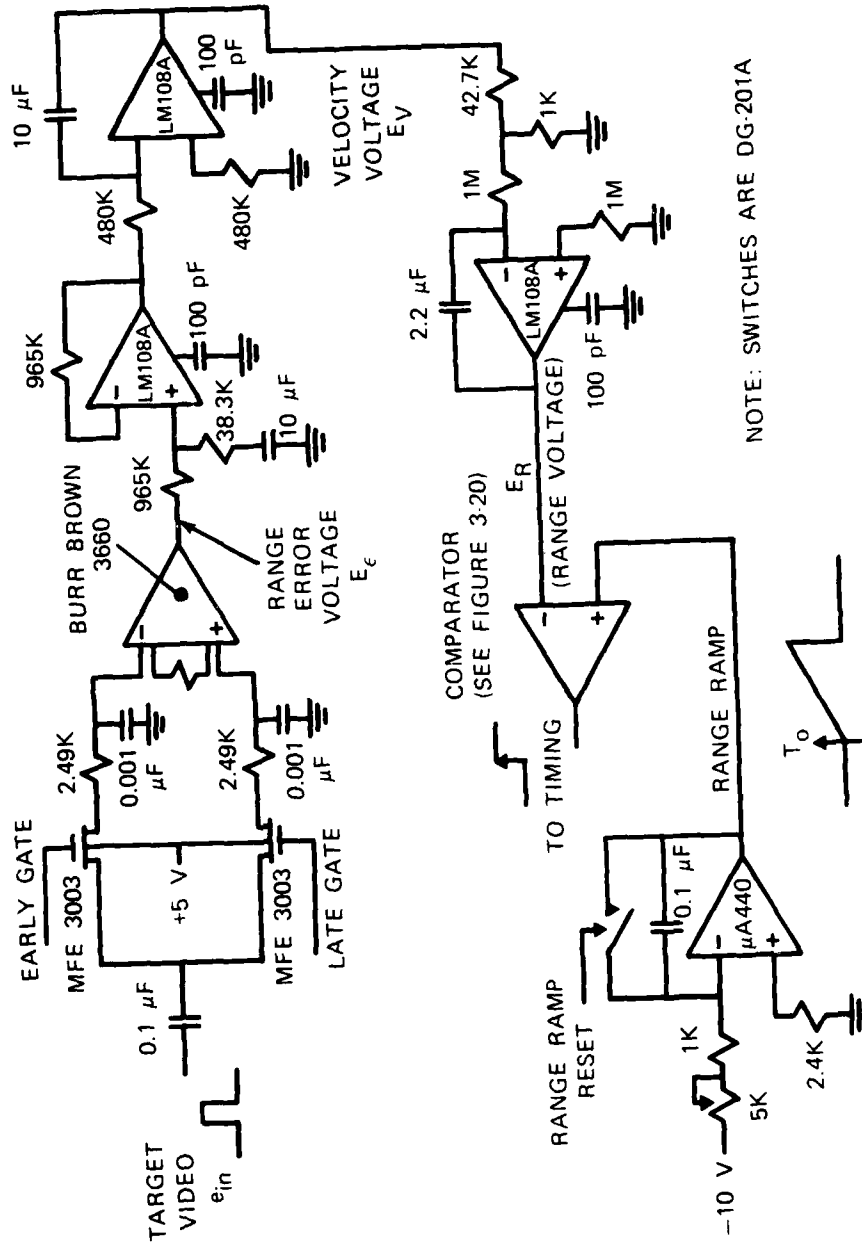 TARGET
VIDEO
e_in
0.1 µF
EARLY GATE
MFE 3003
+5 V
MFE 3003
LATE GATE
2.49K
0.001
µF
2.49K
0.001
µF
BURR BROWN
3660
−
+
RANGE
ERROR
VOLTAGE
E_ϵ
965K
38.3K
10 µF
965K
−
+
LM108A
100 pF
480K
10 µF
LM108A
100
pF
480K
VELOCITY
VOLTAGE
E_V
42.7K
1K
1M
2.2 µF
−
+
LM108A
1M
100 pF
E_R
(RANGE VOLTAGE)
COMPARATOR
(SEE FIGURE 3-20)
−
+
TO TIMING
RANGE RAMP
RANGE RAMP
RESET
0.1 µF
−
+
µA440
−10 V
5K
1K
2.4K
T_o
NOTE: SWITCHES ARE DG-201A